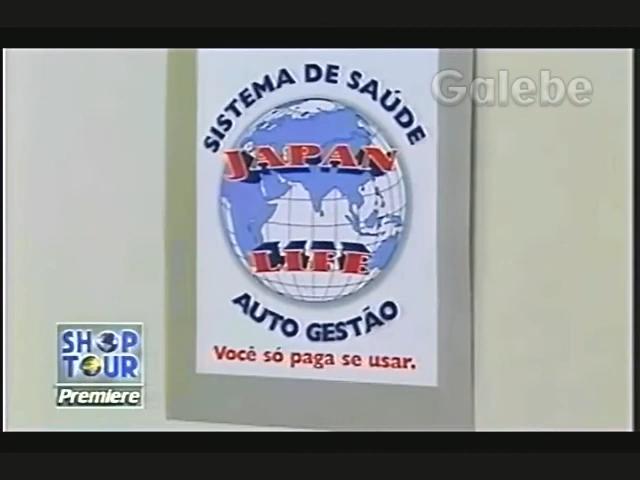 Galebe
SISTEMA DE SAÚDE
JAPAN
LIFE
AUTO GESTÃO
Você só paga se usar.
SHOP
TOUR
Premiere